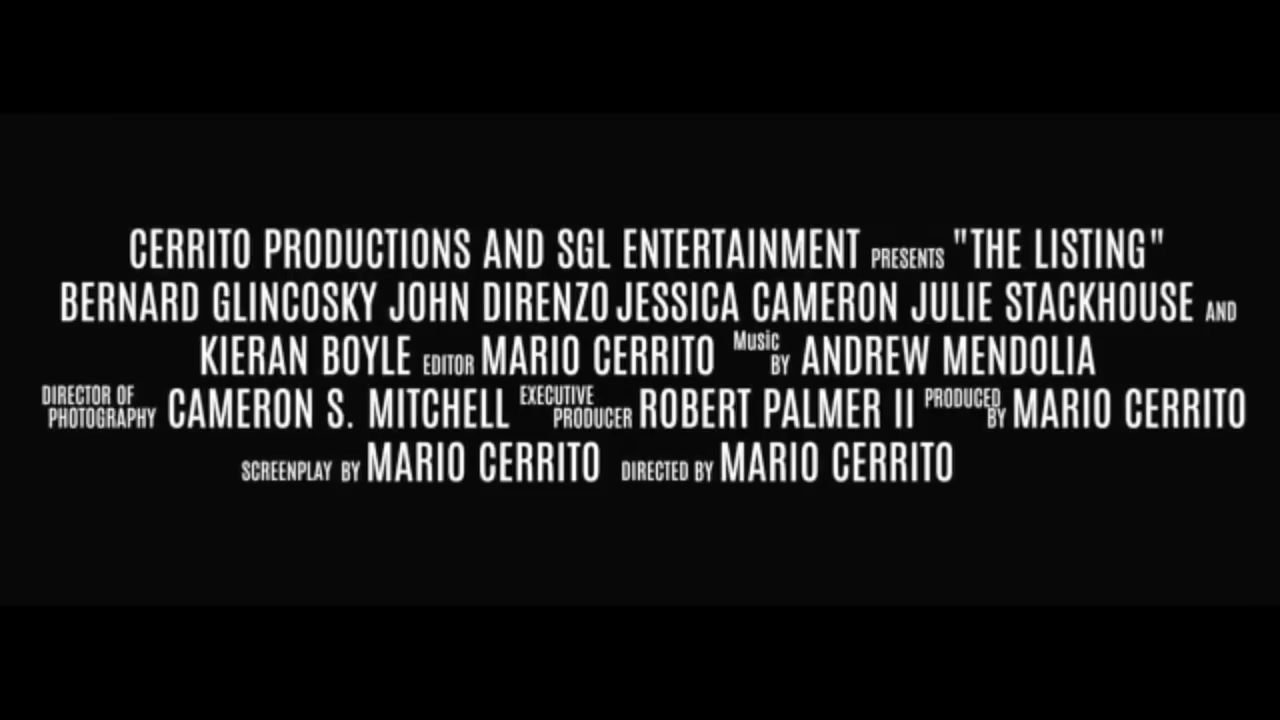 CERRITO PRODUCTIONS AND SGL ENTERTAINMENT PRESENTS "THE LISTING"
BERNARD GLINCOSKY JOHN DIRENZO JESSICA CAMERON JULIE STACKHOUSE AND
KIERAN BOYLE EDITOR MARIO CERRITO Music BY ANDREW MENDOLIA
DIRECTOR OF PHOTOGRAPHY CAMERON S. MITCHELL EXECUTIVE PRODUCER ROBERT PALMER II PRODUCED BY MARIO CERRITO
SCREENPLAY BY MARIO CERRITO DIRECTED BY MARIO CERRITO